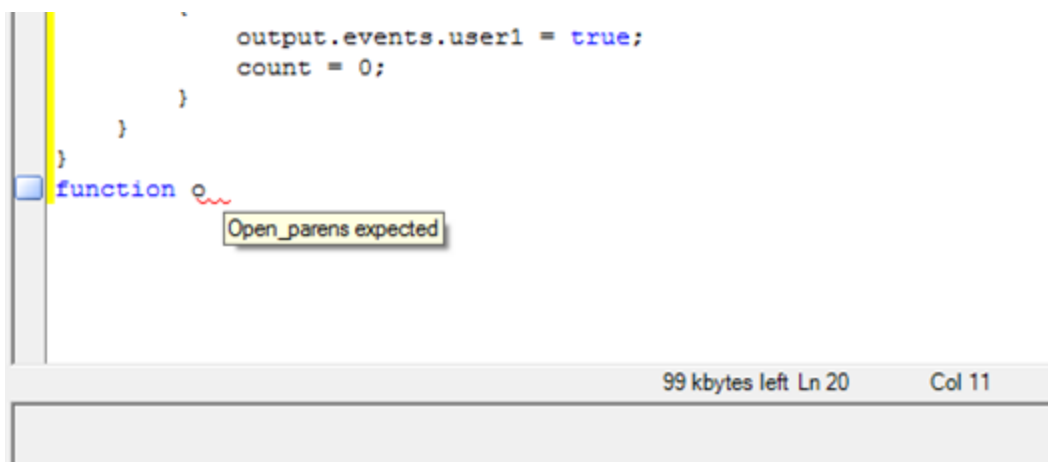 {
output.events.user1 = true;
count = 0;
}
}
}
function o
Open_parens expected
99 kbytes left Ln 20 Col 11